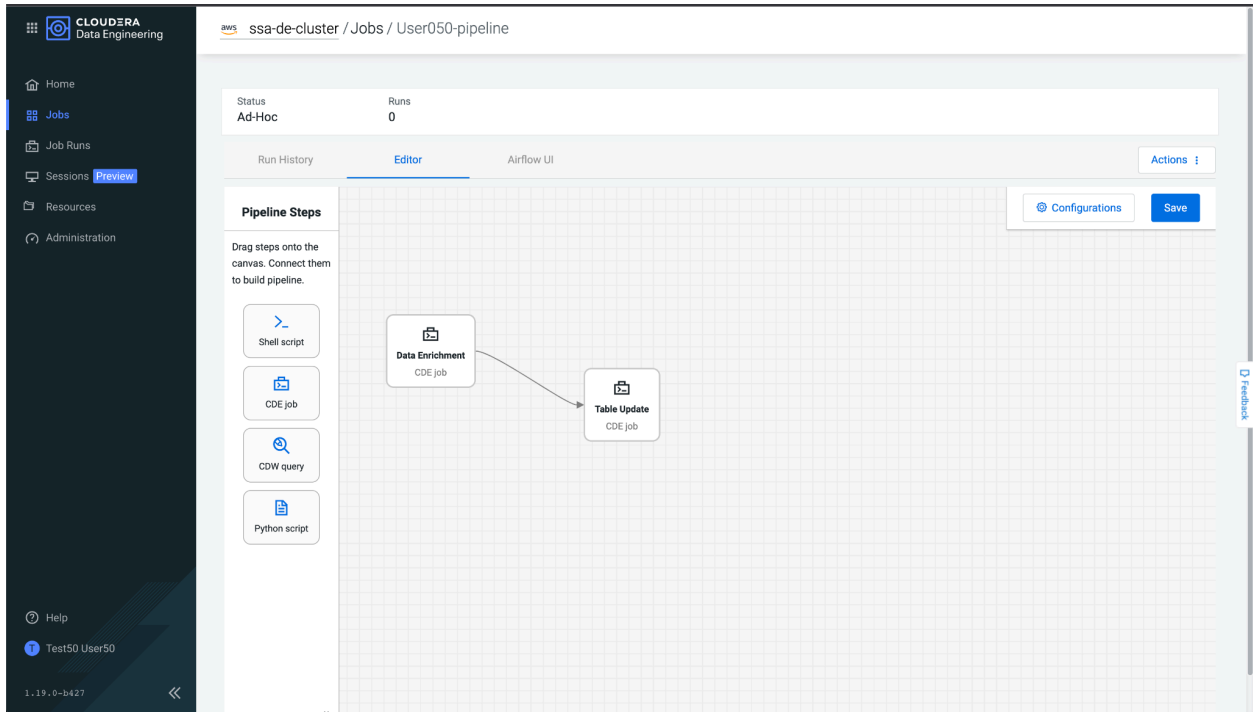 CLOUDERA
Data Engineering
Home
Jobs
Job Runs
Sessions Preview
Resources
Administration
Help
T Test50 User50
1.19.0-b427
aws ssa-de-cluster / Jobs / User050-pipeline
Status Runs
Ad-Hoc 0
Run History Editor Airflow UI Actions
Pipeline Steps
Configurations Save
Drag steps onto the
canvas. Connect them
to build pipeline.
Shell script
CDE job
CDW query
Python script
Data Enrichment
CDE job
Table Update
CDE job
Feedback